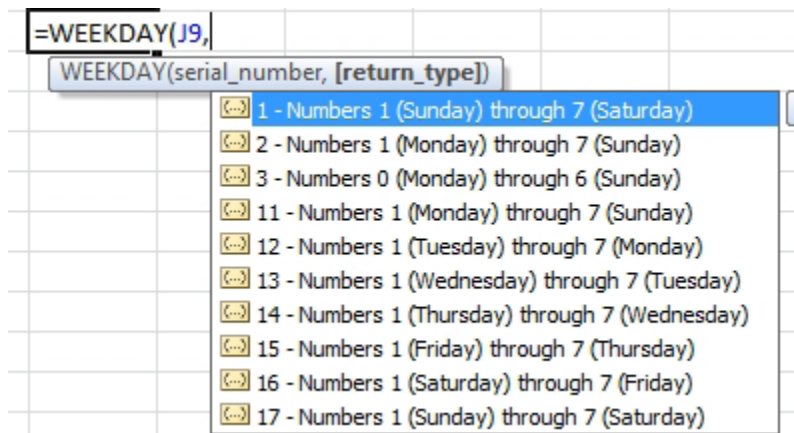 =WEEKDAY(J9,
WEEKDAY(serial_number, [return_type])
1 - Numbers 1 (Sunday) through 7 (Saturday)
2 - Numbers 1 (Monday) through 7 (Sunday)
3 - Numbers 0 (Monday) through 6 (Sunday)
11 - Numbers 1 (Monday) through 7 (Sunday)
12 - Numbers 1 (Tuesday) through 7 (Monday)
13 - Numbers 1 (Wednesday) through 7 (Tuesday)
14 - Numbers 1 (Thursday) through 7 (Wednesday)
15 - Numbers 1 (Friday) through 7 (Thursday)
16 - Numbers 1 (Saturday) through 7 (Friday)
17 - Numbers 1 (Sunday) through 7 (Saturday)